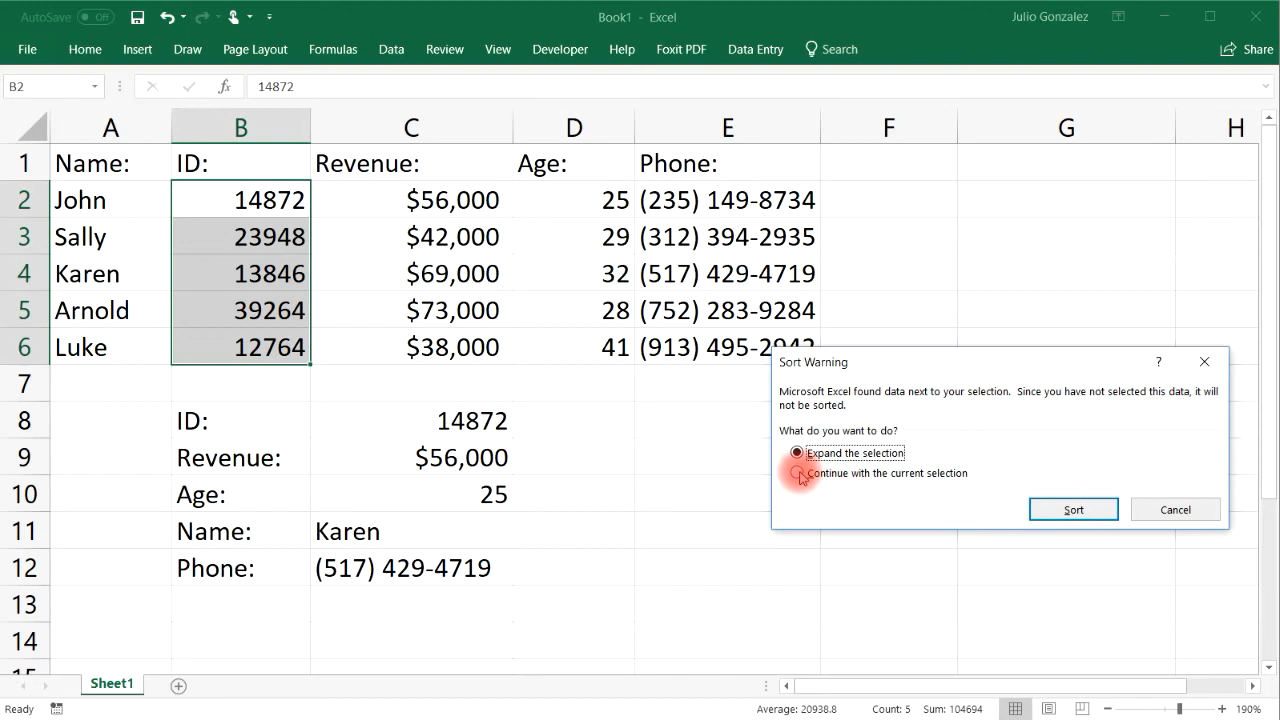 AutoSave Off Book1 - Excel Julio Gonzalez
File Home Insert Draw Page Layout Formulas Data Review View Developer Help Foxit PDF Data Entry Search Share
B2 fx 14872
A B C D E F G H
1 Name: ID: Revenue: Age: Phone:
2 John 14872 $56,000 25 (235) 149-8734
3 Sally 23948 $42,000 29 (312) 394-2935
4 Karen 13846 $69,000 32 (517) 429-4719
5 Arnold 39264 $73,000 28 (752) 283-9284
6 Luke 12764 $38,000 41 (913) 495-2942
7
8 ID: 14872
9 Revenue: $56,000
10 Age: 25
11 Name: Karen
12 Phone: (517) 429-4719
13
14
15
Sort Warning ?
Microsoft Excel found data next to your selection. Since you have not selected this data, it will
not be sorted.
What do you want to do?
Expand the selection
Continue with the current selection
Sort Cancel
Sheet1
Ready Average: 20938.8 Count: 5 Sum: 104694 190%